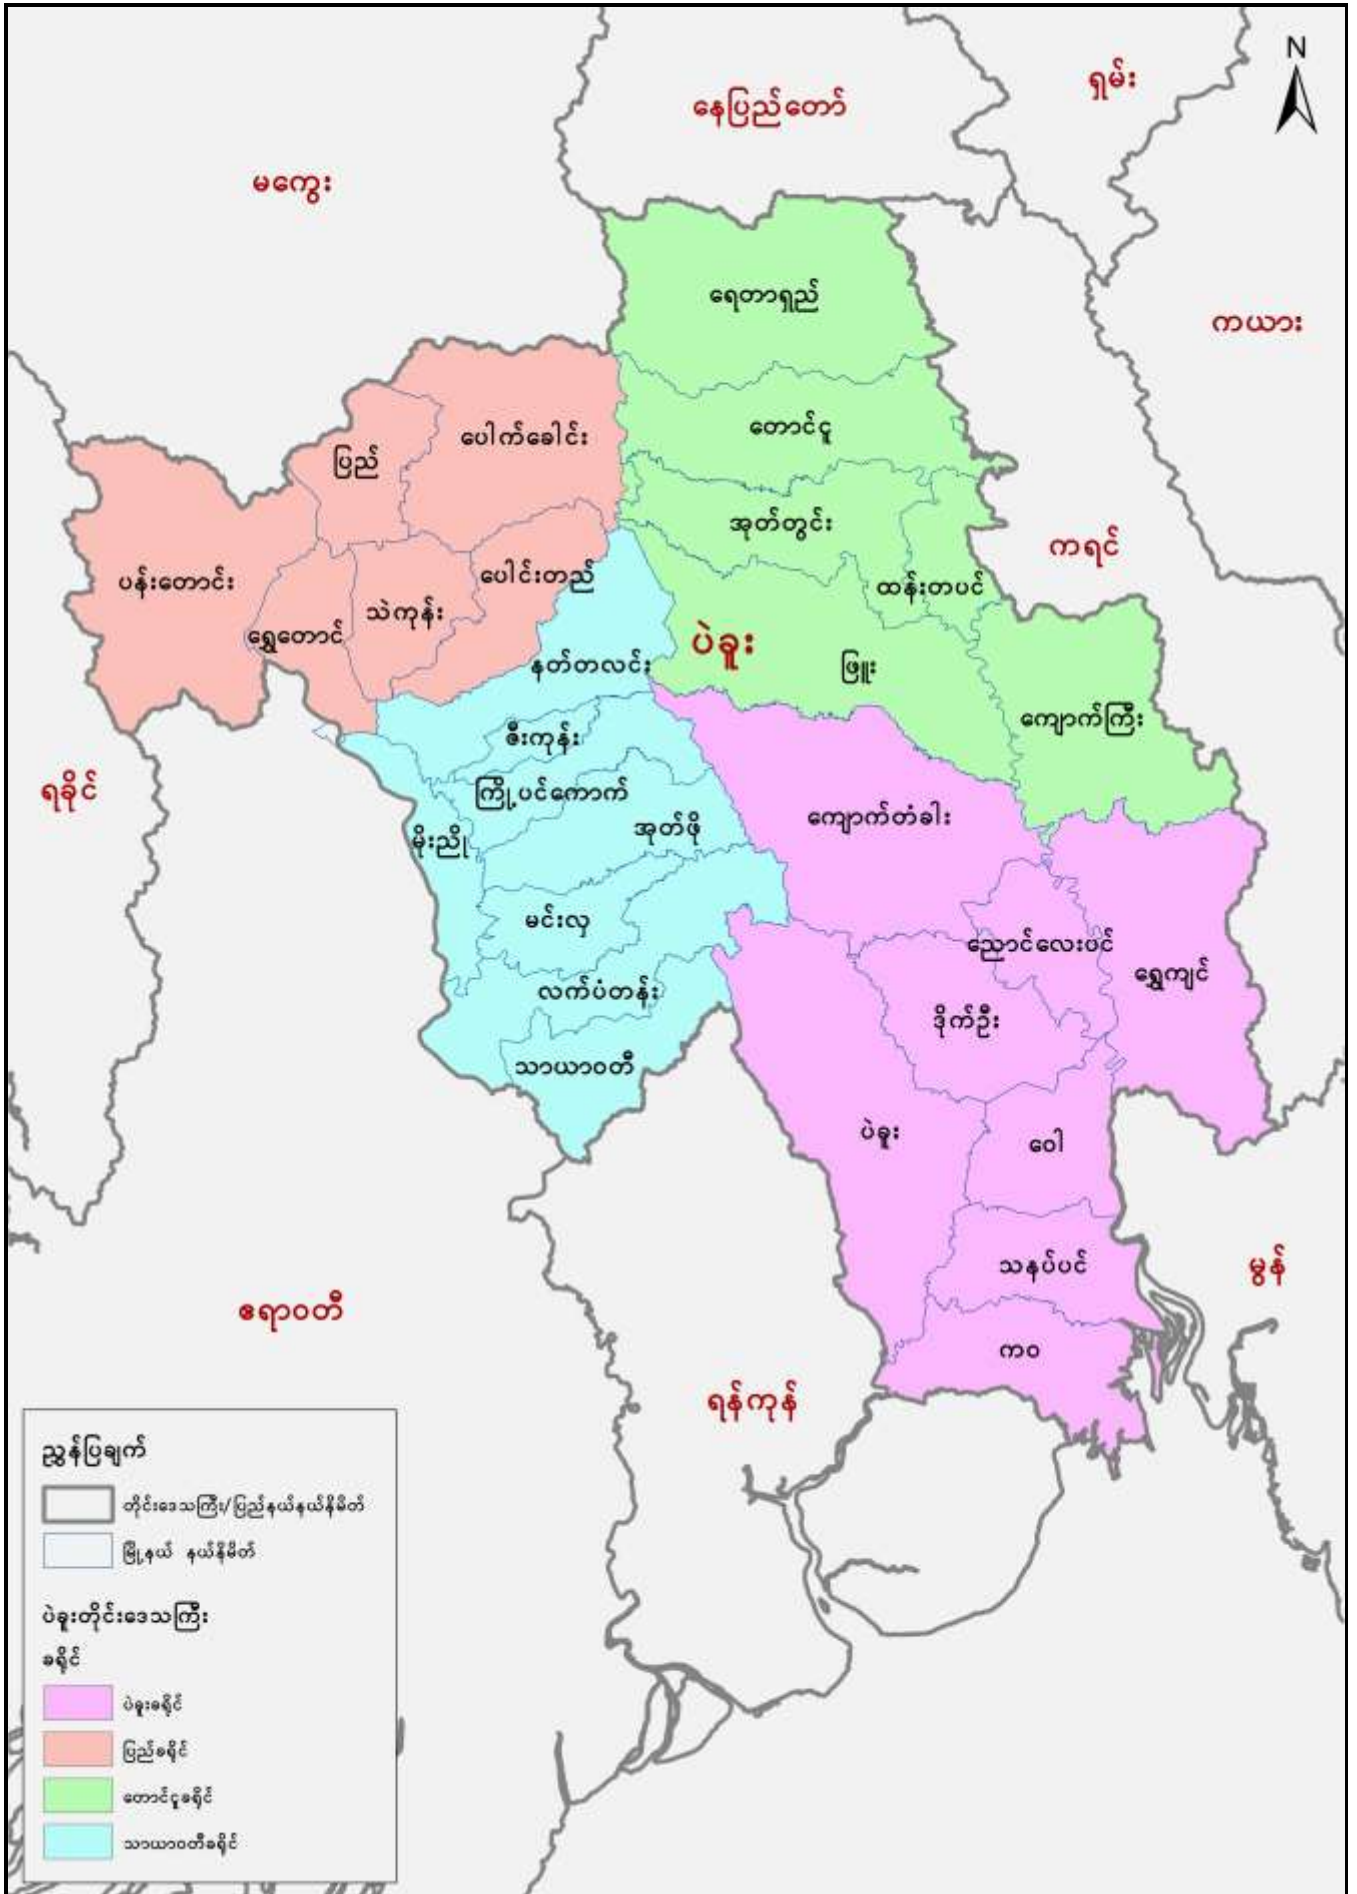 N
ရှမ်း
နေပြည်တော်
မကွေး
ရေတာရှည်
ကယား
တောင်ငူ
ပေါက်ခေါင်း
ပြည်
အုတ်တွင်း
ကရင်
ပန်းတောင်း
ပေါင်းတည်
ထန်းတပင်
သဲကုန်း
ရွှေတောင်
ပဲခူး
နတ်တလင်း
ဖြူး
ကျောက်ကြီး
ဇီးကုန်း
ရခိုင်
ကြို့ပင်ကောက်
ကျောက်တံခါး
အုတ်ဖို
မိုးညို
မင်းလှ
ညောင်လေးပင်
ရွှေကျင်
လက်ပံတန်း
ဒိုက်ဦး
သာယာဝတီ
ပဲခူး
ဝေါ
သနပ်ပင်
မွန်
ဧရာဝတီ
ကဝ
ရန်ကုန်
ညွှန်ပြချက်
တိုင်းဒေသကြီး/ပြည်နယ်နယ်နိမိတ်
မြို့နယ် နယ်နိမိတ်
ပဲခူးတိုင်းဒေသကြီး
ခရိုင်
ပဲခူးခရိုင်
ပြည်ခရိုင်
တောင်ငူခရိုင်
သာယာဝတီခရိုင်